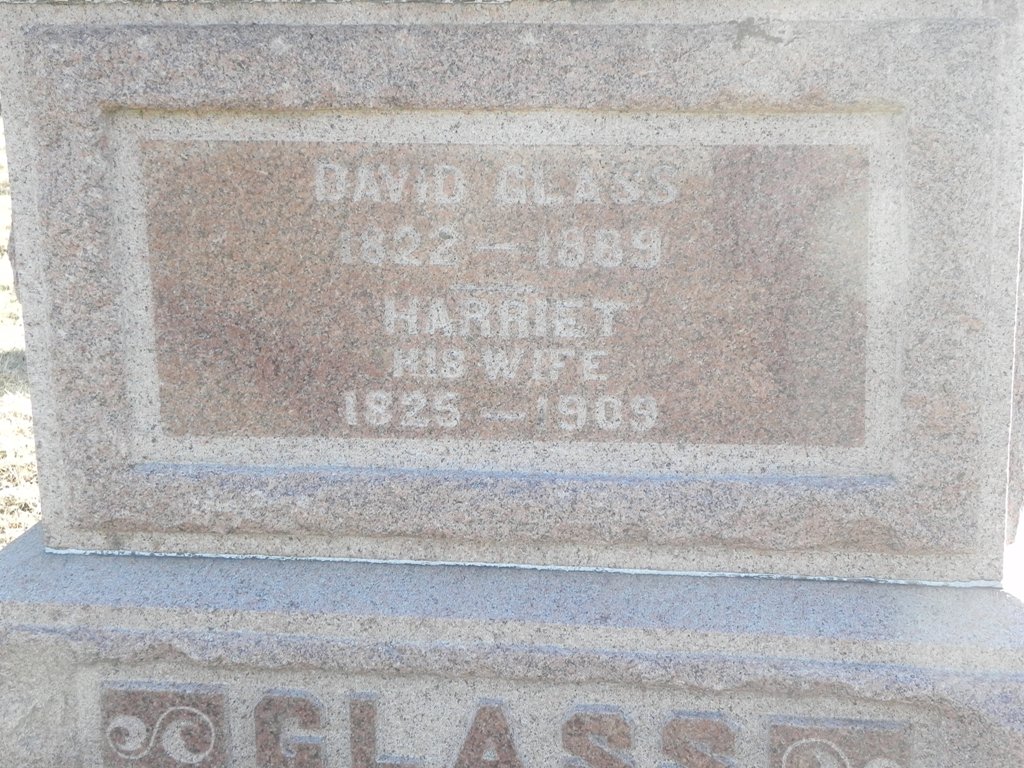 DAVID GLASS
1822 — 1889
HARRIET
HIS WIFE
1825 — 1909
GLASS